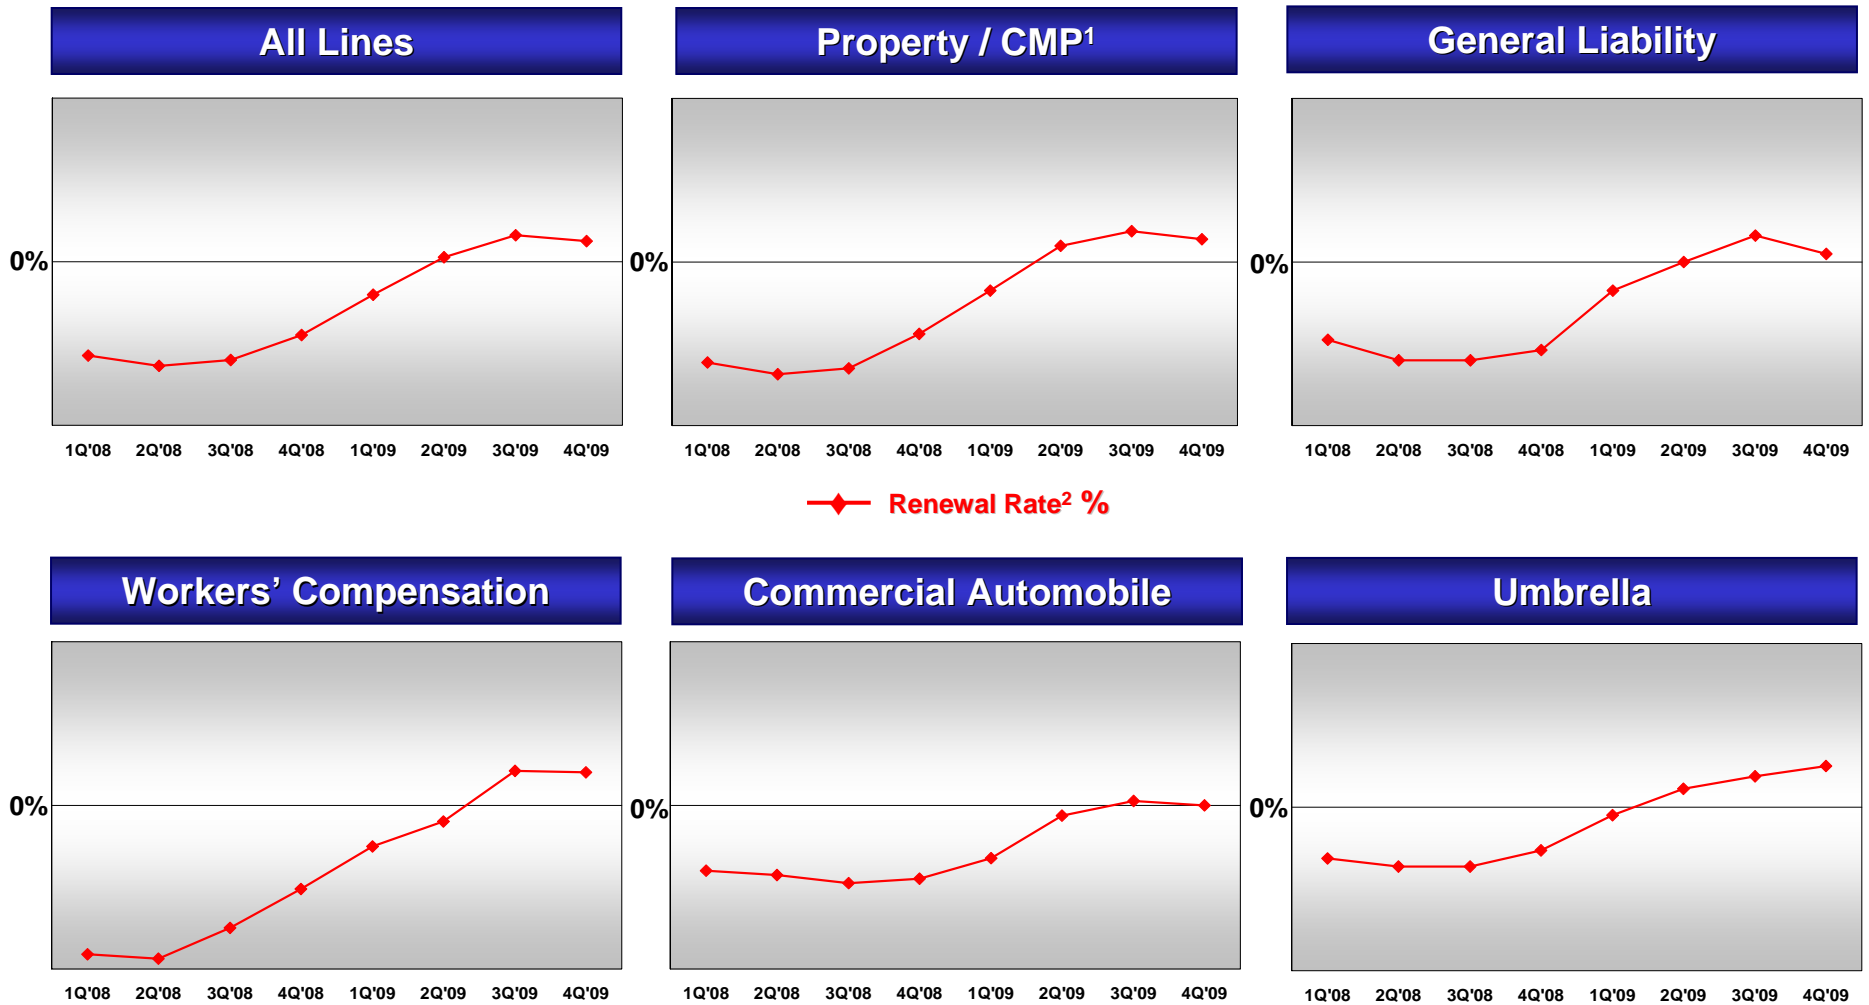 All Lines
Property / CMP¹
General Liability
0%
0%
0%
1Q'08 2Q'08 3Q'08 4Q'08 1Q'09 2Q'09 3Q'09 4Q'09
1Q'08 2Q'08 3Q'08 4Q'08 1Q'09 2Q'09 3Q'09 4Q'09
1Q'08 2Q'08 3Q'08 4Q'08 1Q'09 2Q'09 3Q'09 4Q'09
Renewal Rate² %
Workers’ Compensation
Commercial Automobile
Umbrella
0%
0%
0%
1Q'08 2Q'08 3Q'08 4Q'08 1Q'09 2Q'09 3Q'09 4Q'09
1Q'08 2Q'08 3Q'08 4Q'08 1Q'09 2Q'09 3Q'09 4Q'09
1Q'08 2Q'08 3Q'08 4Q'08 1Q'09 2Q'09 3Q'09 4Q'09